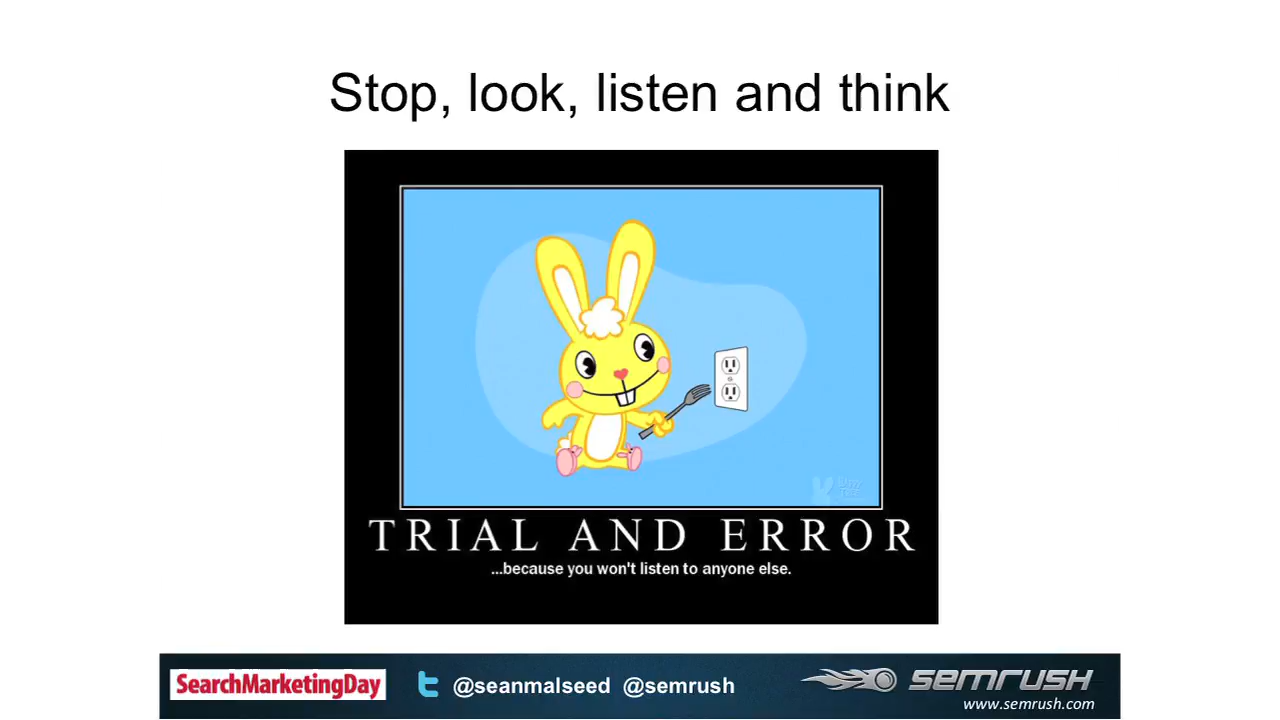 Stop, look, listen and think
TRIAL AND ERROR
...because you won't listen to anyone else.
SearchMarketingDay
@seanmalseed @semrush
SEMRUSH
www.semrush.com